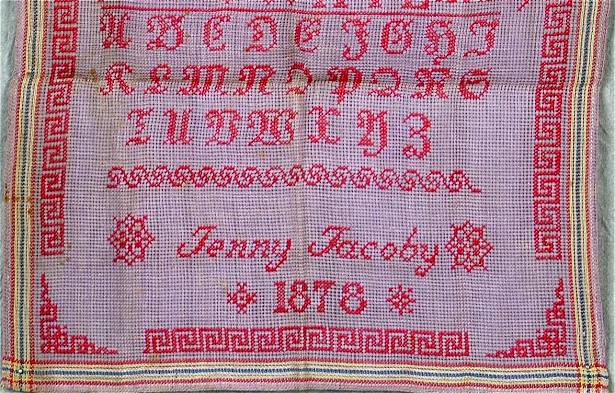 A B C D E F G H I
K L M N O P Q R S
T U V W X Y Z
Jenny Jacoby
1878